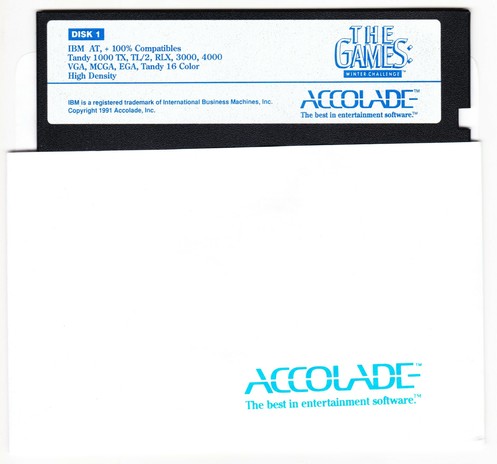 DISK 1
IBM AT, + 100% Compatibles
Tandy 1000 TX, TL/2, RLX, 3000, 4000
VGA, MCGA, EGA, Tandy 16 Color
High Density
IBM is a registered trademark of International Business Machines, Inc.
Copyright 1991 Accolade, Inc.
THE
GAMES:
WINTER CHALLENGE™
ACCOLADE™
The best in entertainment software.™
ACCOLADE™
The best in entertainment software.™